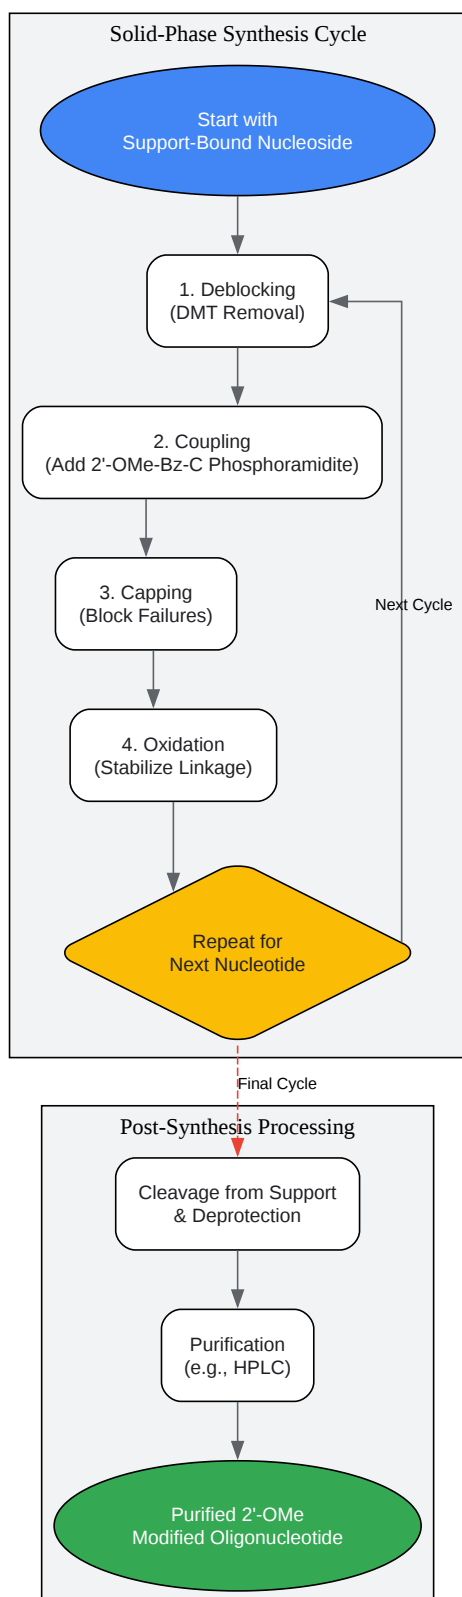 Solid-Phase Synthesis Cycle
Start with
Support-Bound Nucleoside
1. Deblocking
(DMT Removal)
2. Coupling
(Add 2'-OMe-Bz-C Phosphoramidite)
3. Capping
(Block Failures)
Next Cycle
4. Oxidation
(Stabilize Linkage)
Repeat for
Next Nucleotide
Final Cycle
Post-Synthesis Processing
Cleavage from Support
& Deprotection
Purification
(e.g., HPLC)
Purified 2'-OMe
Modified Oligonucleotide